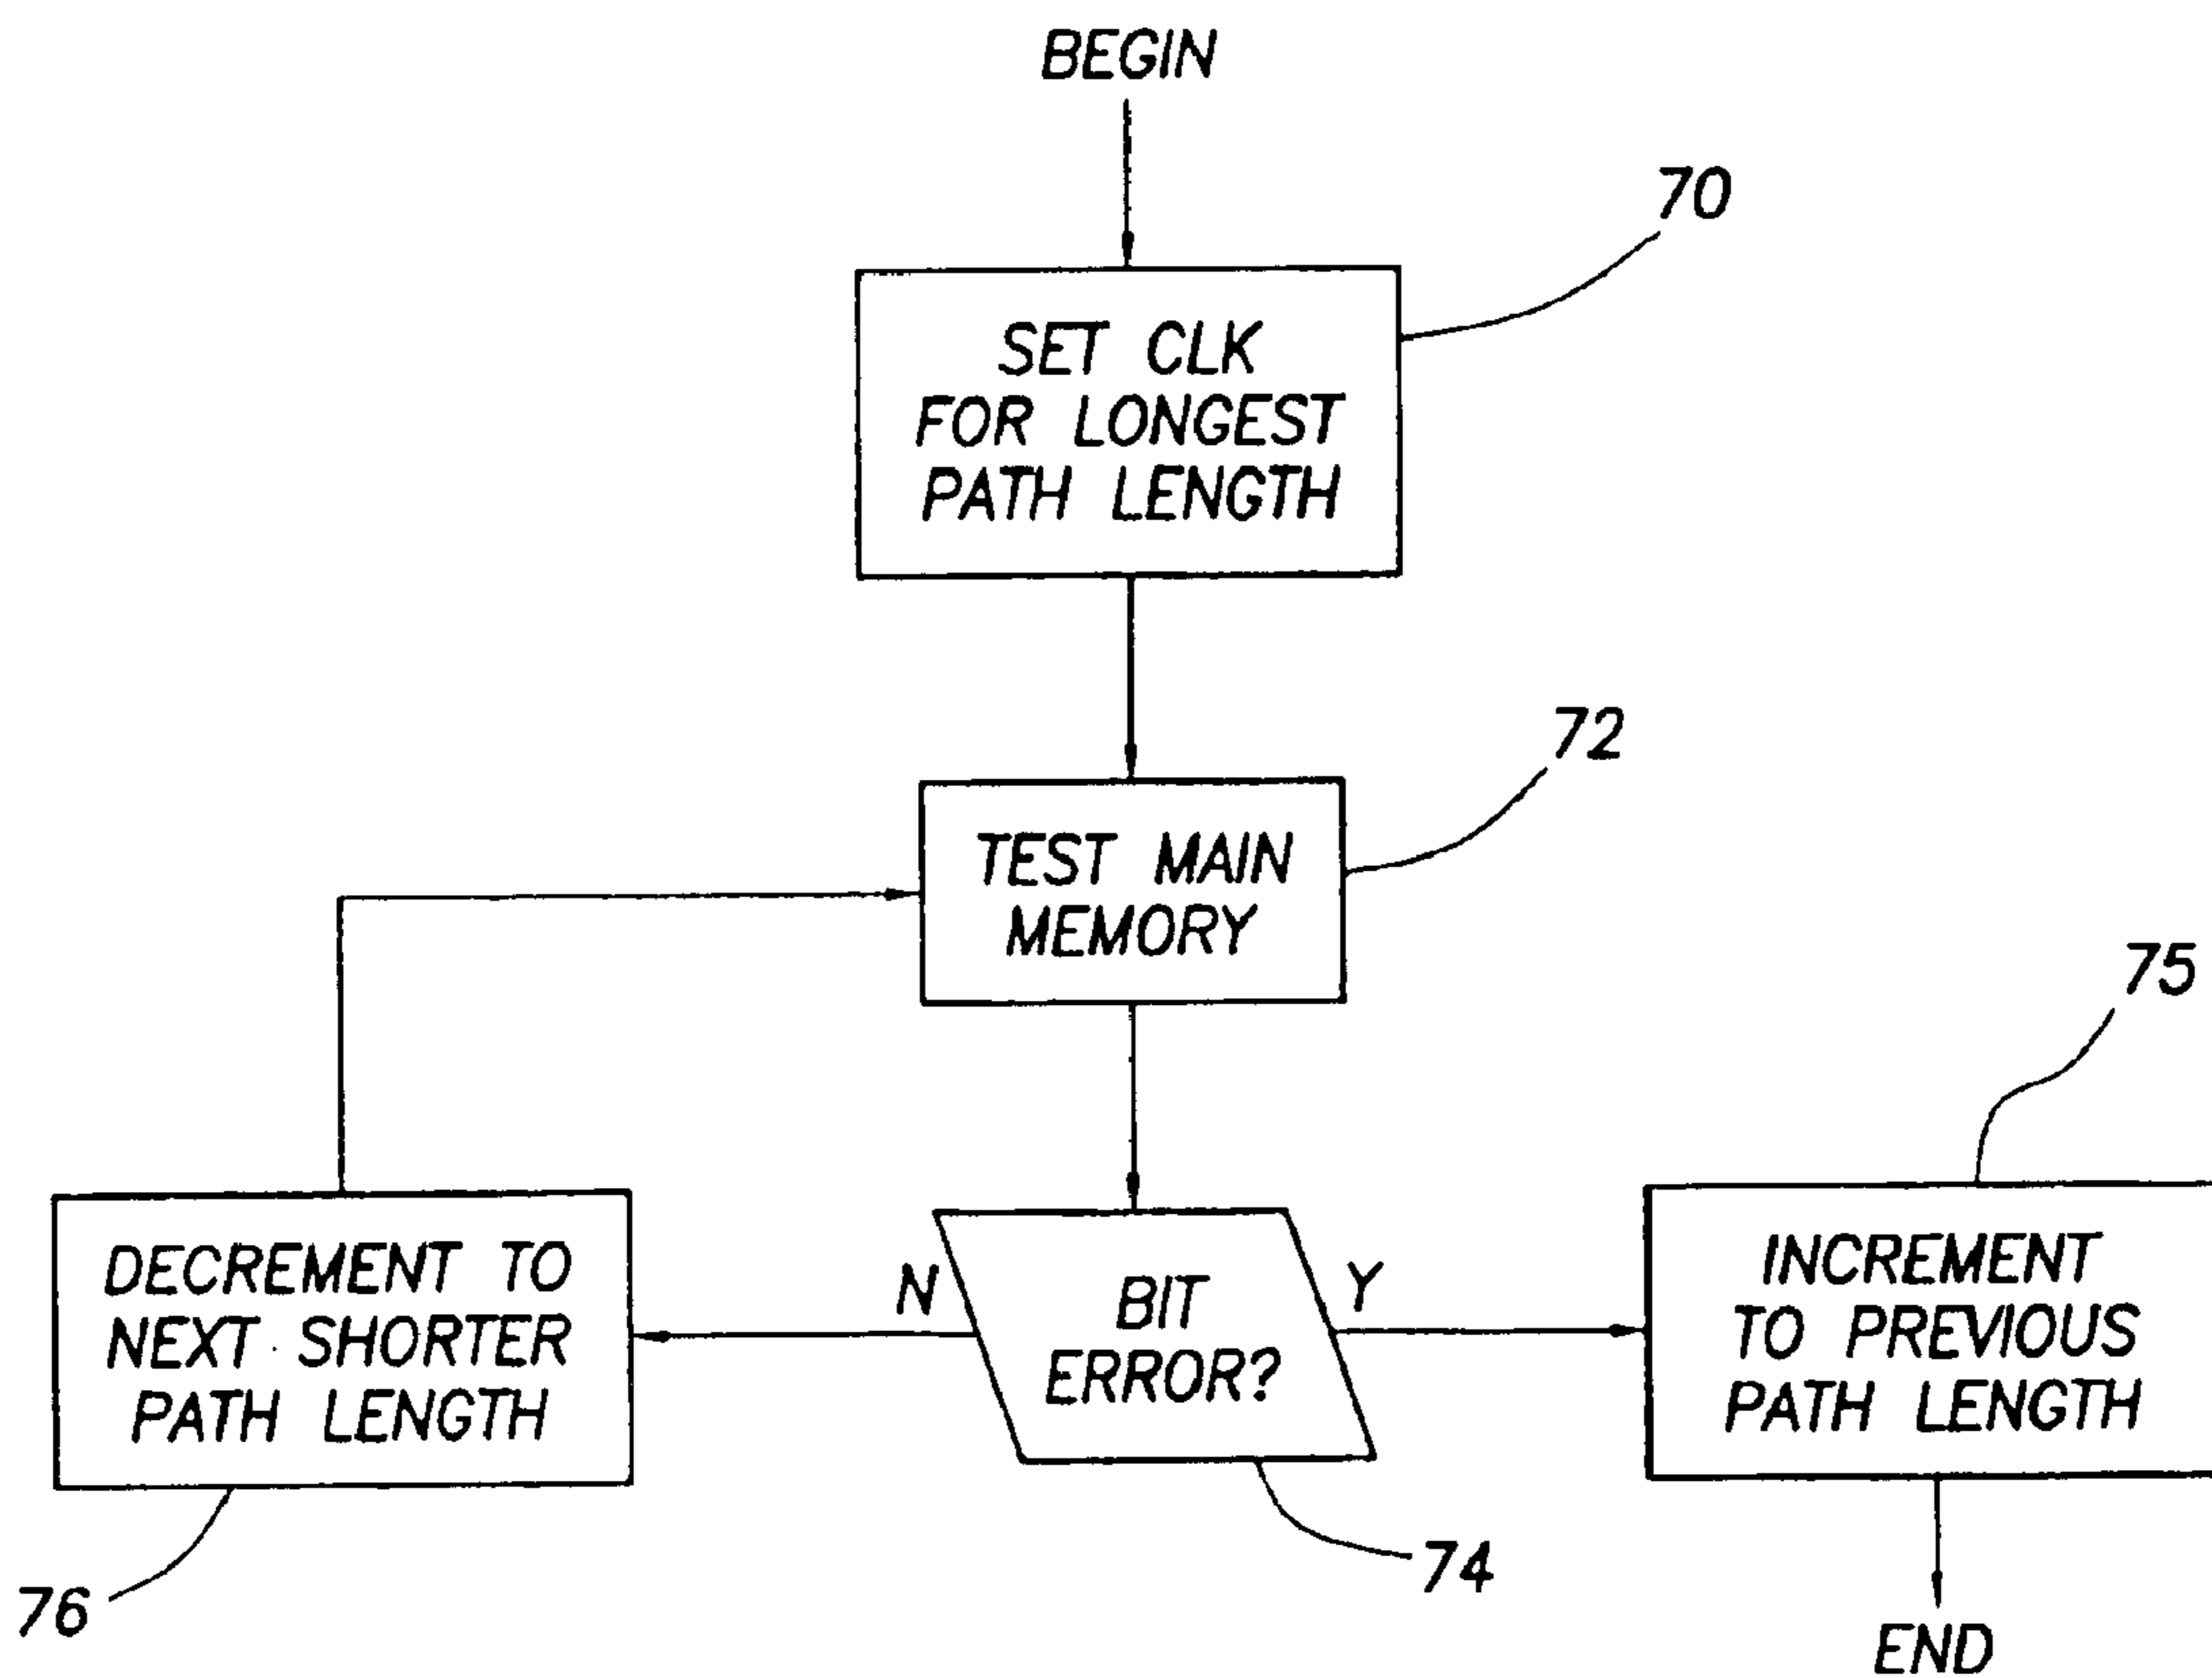 BEGIN
70
SET CLK
FOR LONGEST
PATH LENGTH
72
TEST MAIN
MEMORY
75
DECREMENT TO
NEXT SHORTER
PATH LENGTH
N
BIT
ERROR?
Y
INCREMENT
TO PREVIOUS
PATH LENGTH
74
76
END